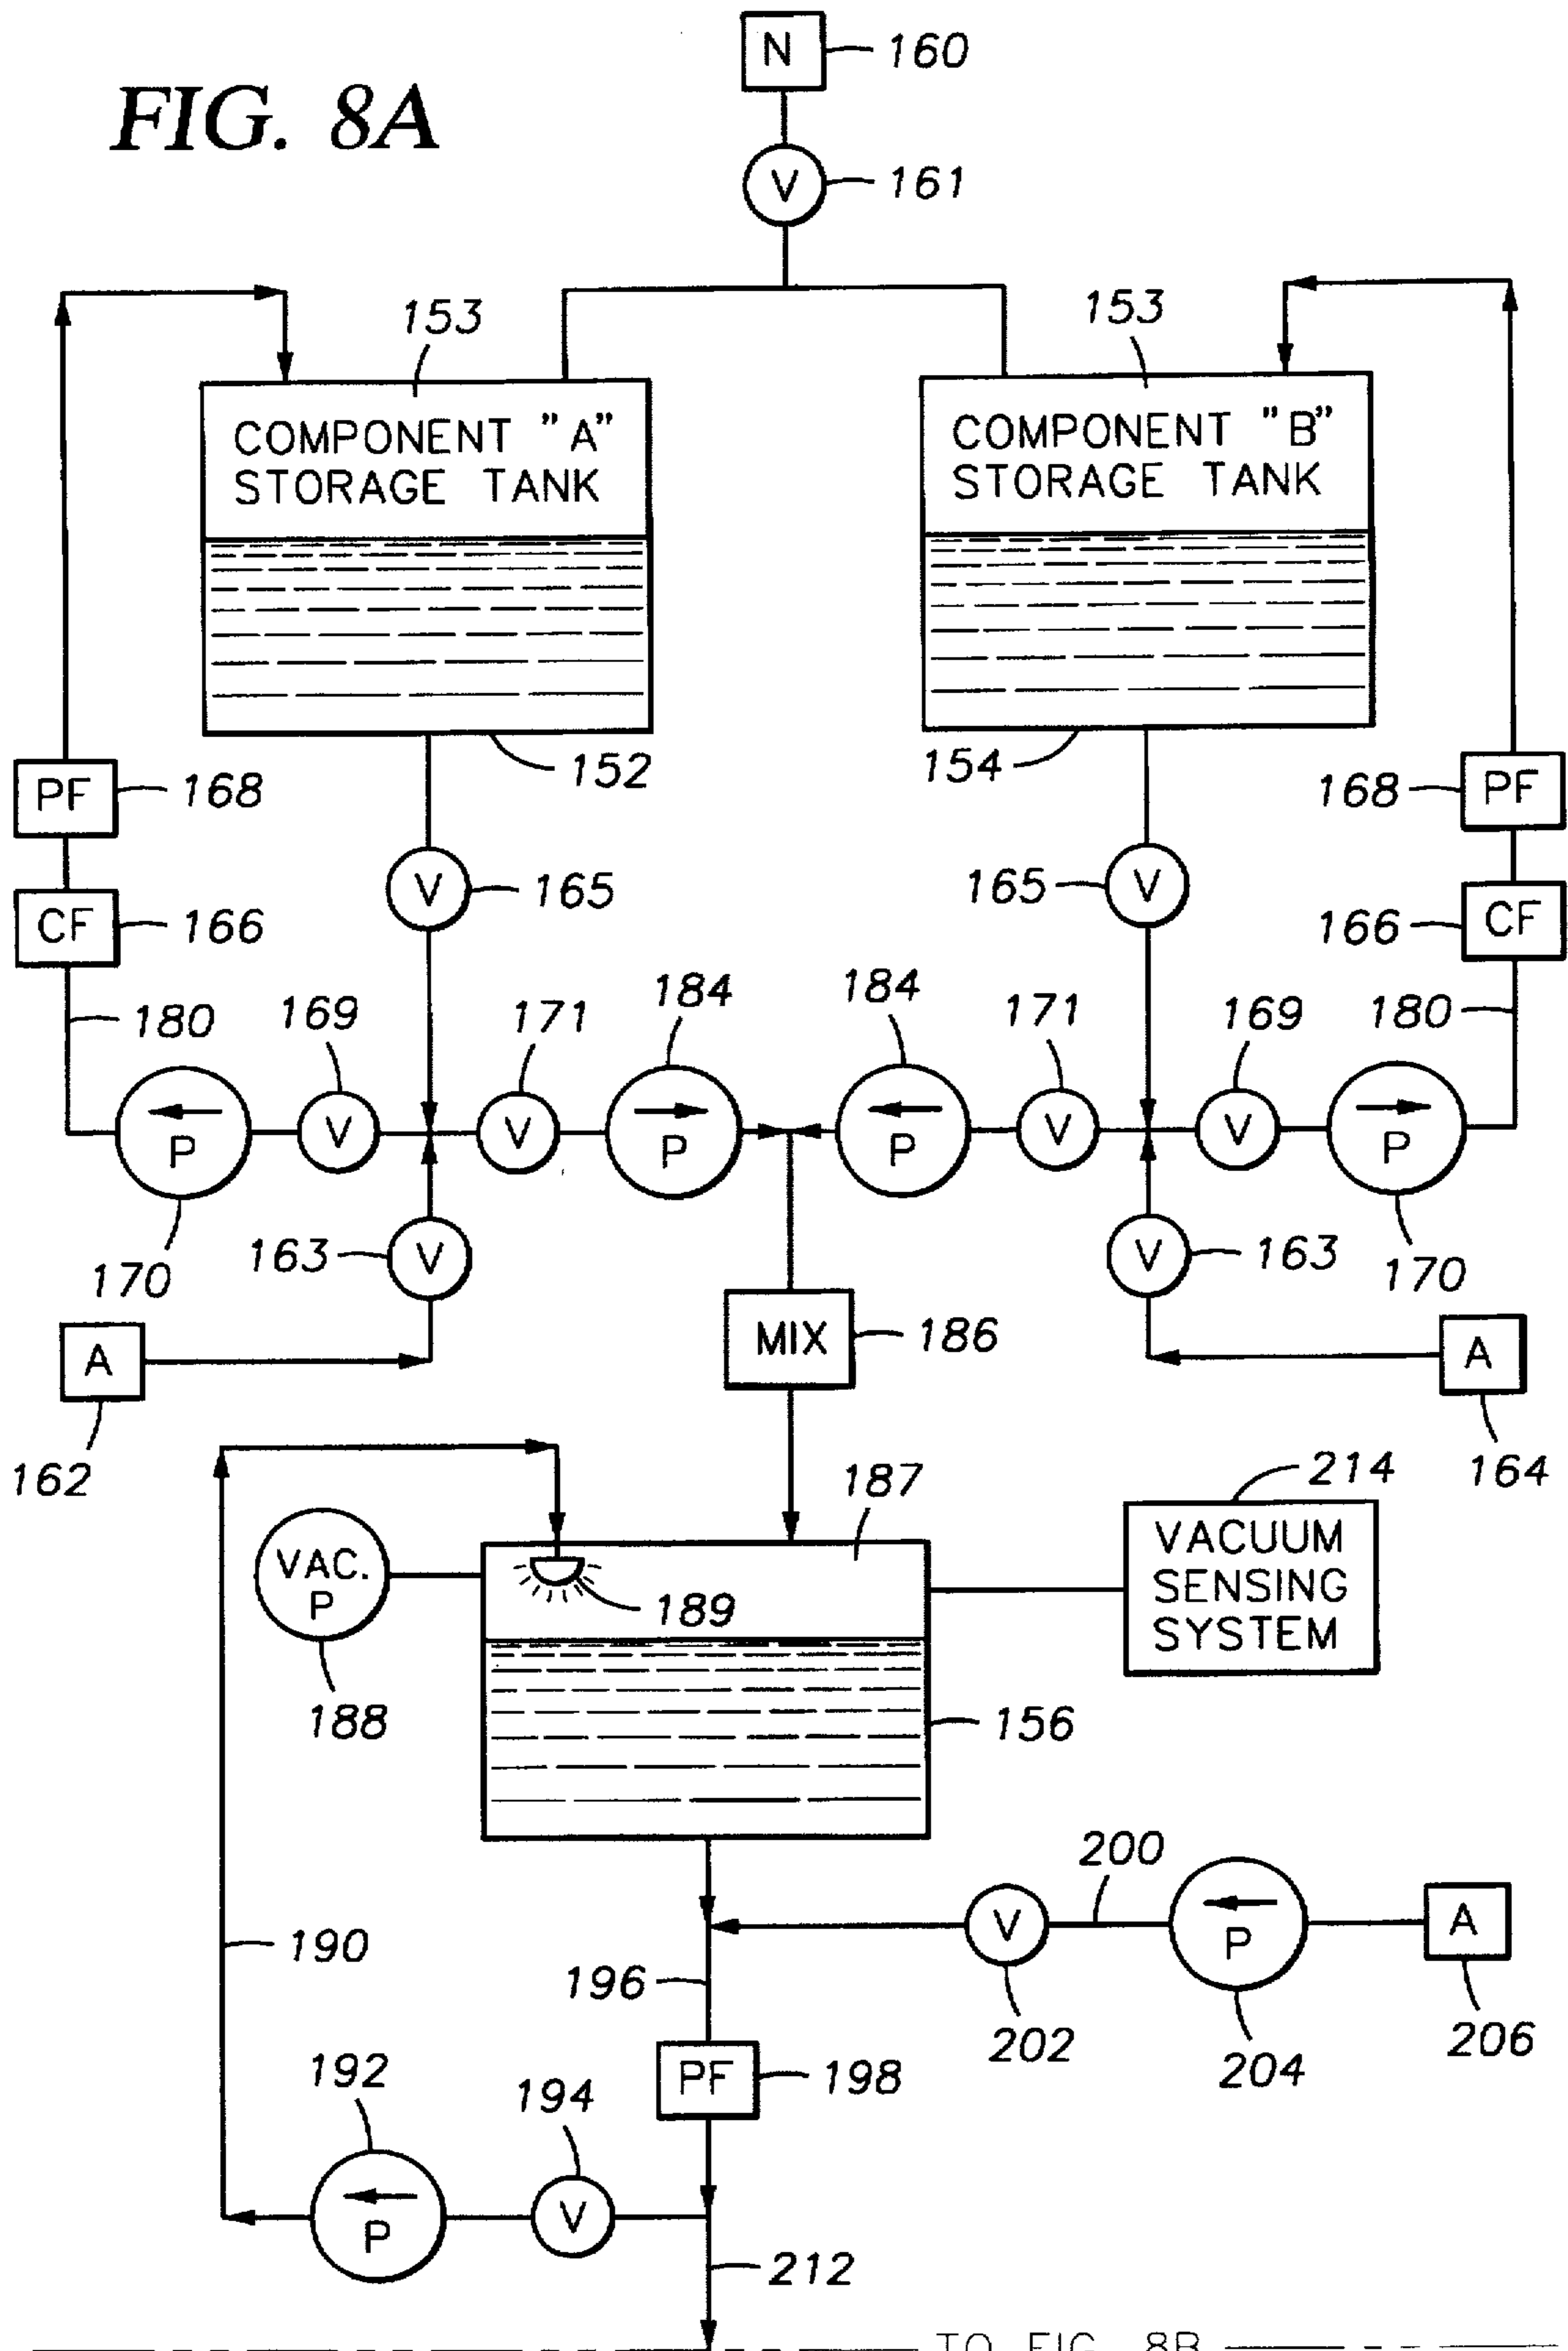 FIG. 8A
N 160
V 161
153 153
COMPONENT "A"
STORAGE TANK
COMPONENT "B"
STORAGE TANK
152 154
PF 168 168 PF
V 165 165 V
CF 166 166 CF
180 169 171 184 184 171 169 180
P V V P P V V P
170 163 V V 163 170
MIX 186
A A
162 164
187 214
VAC.
P
189
VACUUM
SENSING
SYSTEM
188 156
200
V P A
190 196
202 204 206
192 194 PF 198
P V
212
TO FIG. 8B